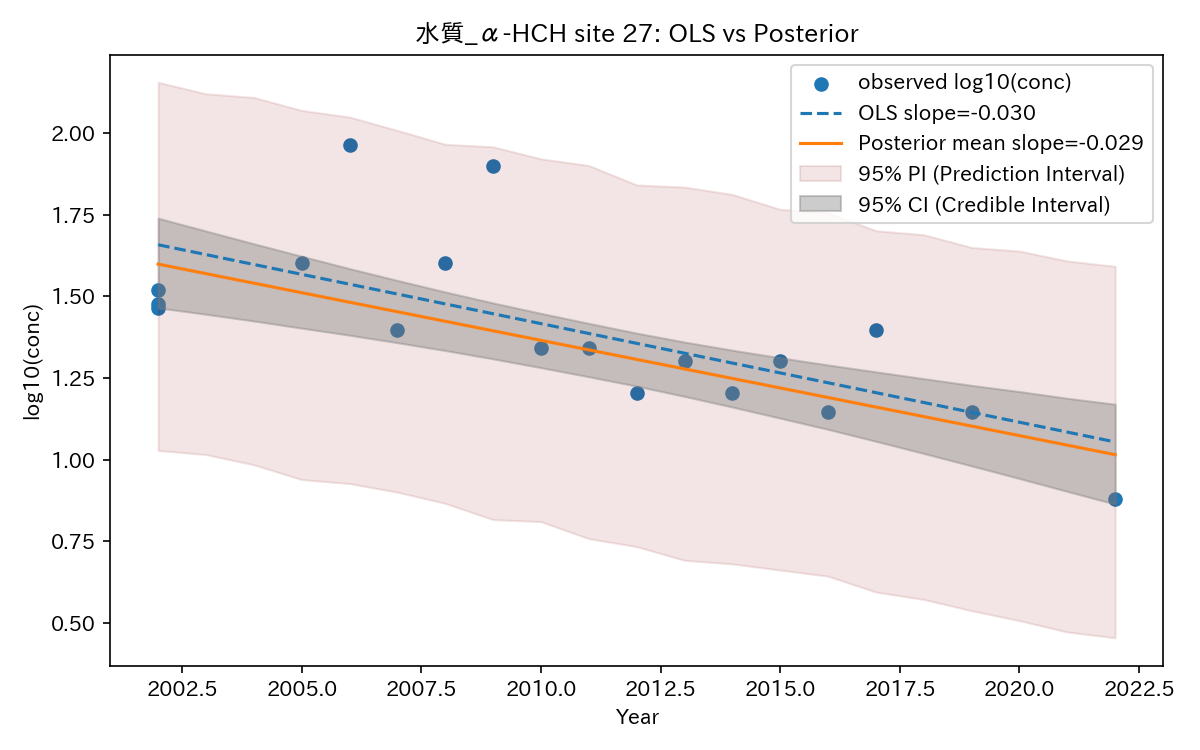 水質_α-HCH site 27: OLS vs Posterior
observed log10(conc)
OLS slope=-0.030
Posterior mean slope=-0.029
95% PI (Prediction Interval)
95% CI (Credible Interval)
log10(conc)
2.00
1.75
1.50
1.25
1.00
0.75
0.50
2002.5 2005.0 2007.5 2010.0 2012.5 2015.0 2017.5 2020.0 2022.5
Year